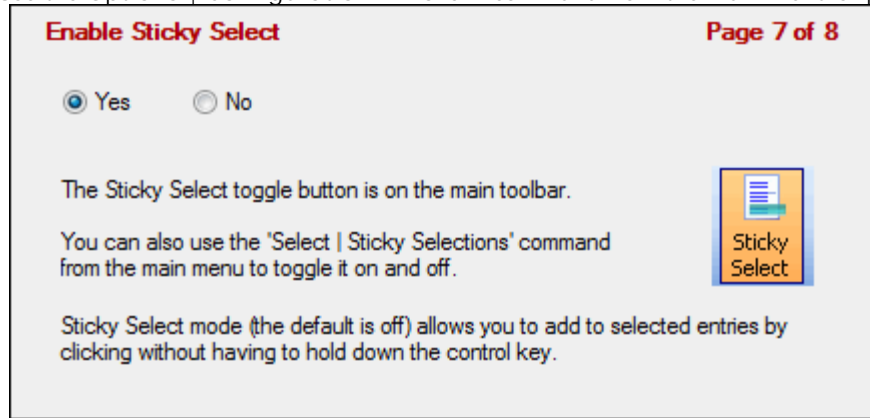 Enable Sticky Select Page 7 of 8
Yes No
The Sticky Select toggle button is on the main toolbar.
You can also use the 'Select | Sticky Selections' command
from the main menu to toggle it on and off.
Sticky
Select
Sticky Select mode (the default is off) allows you to add to selected entries by
clicking without having to hold down the control key.